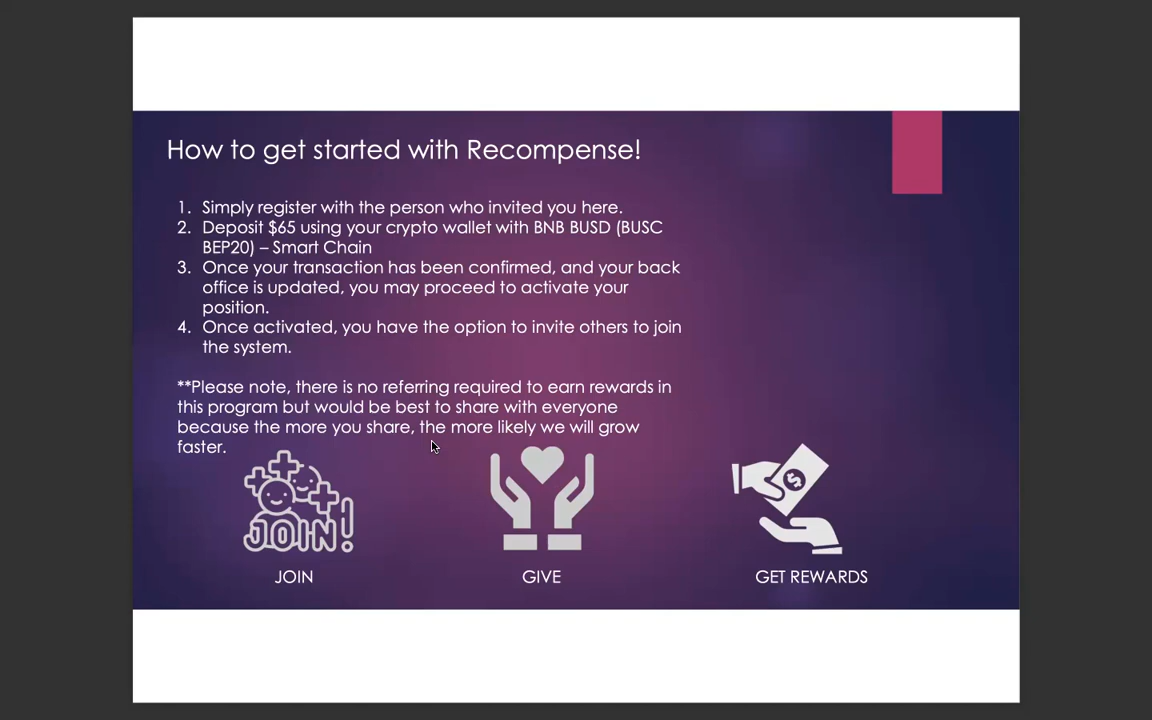 How to get started with Recompense!
1. Simply register with the person who invited you here.
2. Deposit $65 using your crypto wallet with BNB BUSD (BUSC
BEP20) – Smart Chain
3. Once your transaction has been confirmed, and your back
office is updated, you may proceed to activate your
position.
4. Once activated, you have the option to invite others to join
the system.
**Please note, there is no referring required to earn rewards in
this program but would be best to share with everyone
because the more you share, the more likely we will grow
faster.
JOIN!
$
JOIN
GIVE
GET REWARDS